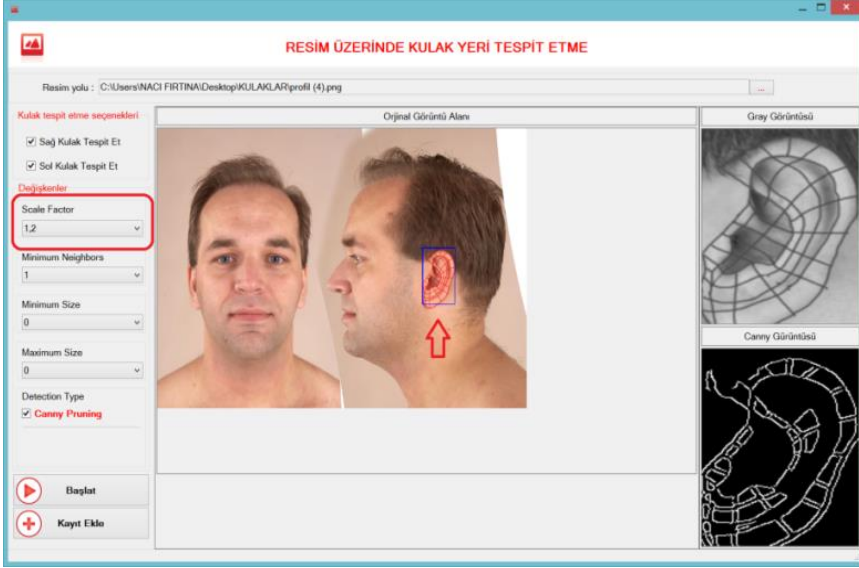 RESİM ÜZERİNDE KULAK YERİ TESPİT ETME
Resim yolu : C:\Users\NACI FIRTINA\Desktop\KULAKLAR\profil (4).png
...
Kulak tespit etme seçenekleri
Sağ Kulak Tespit Et
Sol Kulak Tespit Et
Değişkenler
Scale Factor
1,2
Minimum Neighbors
1
Minimum Size
0
Maximum Size
0
Detection Type
Canny Pruning
Başlat
Kayıt Ekle
Orjinal Görüntü Alanı
Gray Görüntüsü
Canny Gürüntüsü